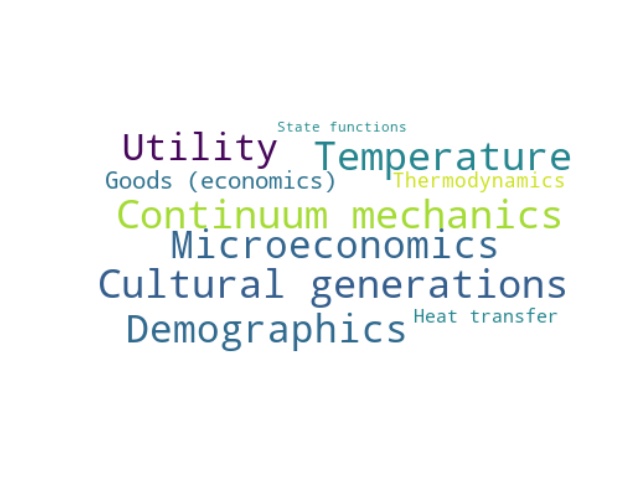 State functions
Utility
Temperature
Goods (economics)
Thermodynamics
Continuum mechanics
Microeconomics
Cultural generations
Heat transfer
Demographics